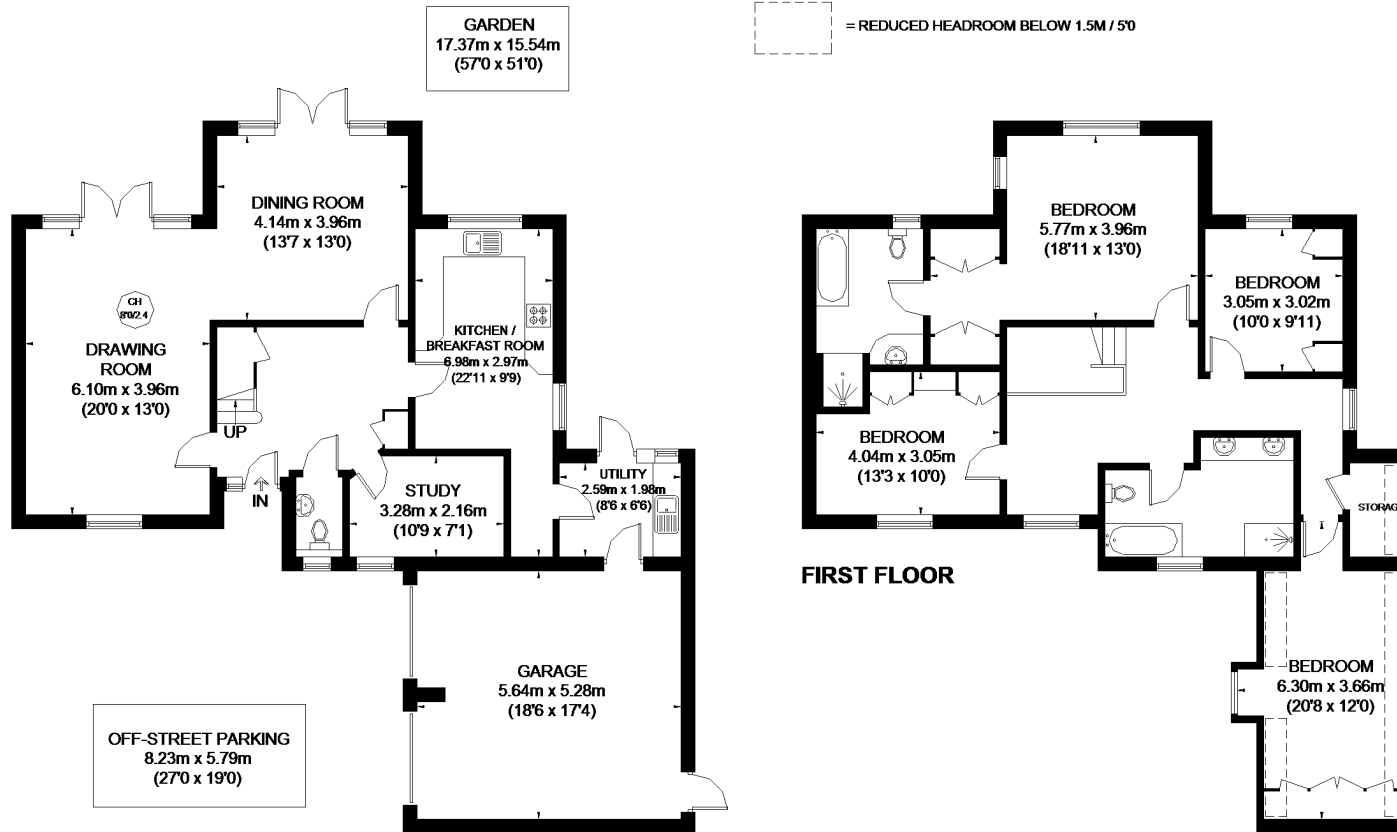 GARDEN
17.37m x 15.54m
(57'0 x 51'0)
= REDUCED HEADROOM BELOW 1.5M / 5'0
DINING ROOM
4.14m x 3.96m
(13'7 x 13'0)
CH
8'0/2.4
DRAWING
ROOM
6.10m x 3.96m
(20'0 x 13'0)
KITCHEN /
BREAKFAST ROOM
6.98m x 2.97m
(22'11 x 9'9)
UP
IN
STUDY
3.28m x 2.16m
(10'9 x 7'1)
UTILITY
2.59m x 1.98m
(8'6 x 6'6)
GARAGE
5.64m x 5.28m
(18'6 x 17'4)
OFF-STREET PARKING
8.23m x 5.79m
(27'0 x 19'0)
BEDROOM
5.77m x 3.96m
(18'11 x 13'0)
BEDROOM
3.05m x 3.02m
(10'0 x 9'11)
BEDROOM
4.04m x 3.05m
(13'3 x 10'0)
STORAG
FIRST FLOOR
BEDROOM
6.30m x 3.66m
(20'8 x 12'0)